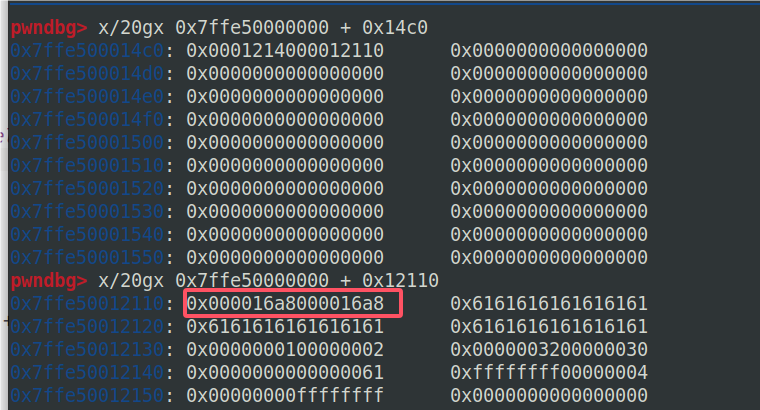 pwndbg> x/20gx 0x7ffe50000000 + 0x14c0
0x7ffe500014c0: 0x0001214000012110 0x0000000000000000
0x7ffe500014d0: 0x0000000000000000 0x0000000000000000
0x7ffe500014e0: 0x0000000000000000 0x0000000000000000
0x7ffe500014f0: 0x0000000000000000 0x0000000000000000
0x7ffe50001500: 0x0000000000000000 0x0000000000000000
0x7ffe50001510: 0x0000000000000000 0x0000000000000000
0x7ffe50001520: 0x0000000000000000 0x0000000000000000
0x7ffe50001530: 0x0000000000000000 0x0000000000000000
0x7ffe50001540: 0x0000000000000000 0x0000000000000000
0x7ffe50001550: 0x0000000000000000 0x0000000000000000
pwndbg> x/20gx 0x7ffe50000000 + 0x12110
0x7ffe50012110: 0x000016a8000016a8 0x6161616161616161
0x7ffe50012120: 0x6161616161616161 0x6161616161616161
0x7ffe50012130: 0x0000000100000002 0x0000003200000030
0x7ffe50012140: 0x0000000000000061 0xffffffff00000004
0x7ffe50012150: 0x00000000ffffffff 0x0000000000000000